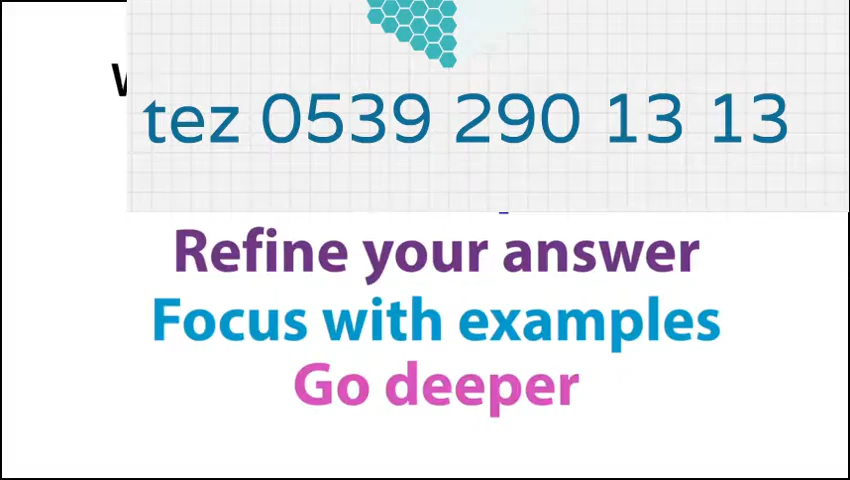 tez 0539 290 13 13
Refine your answer
Focus with examples
Go deeper